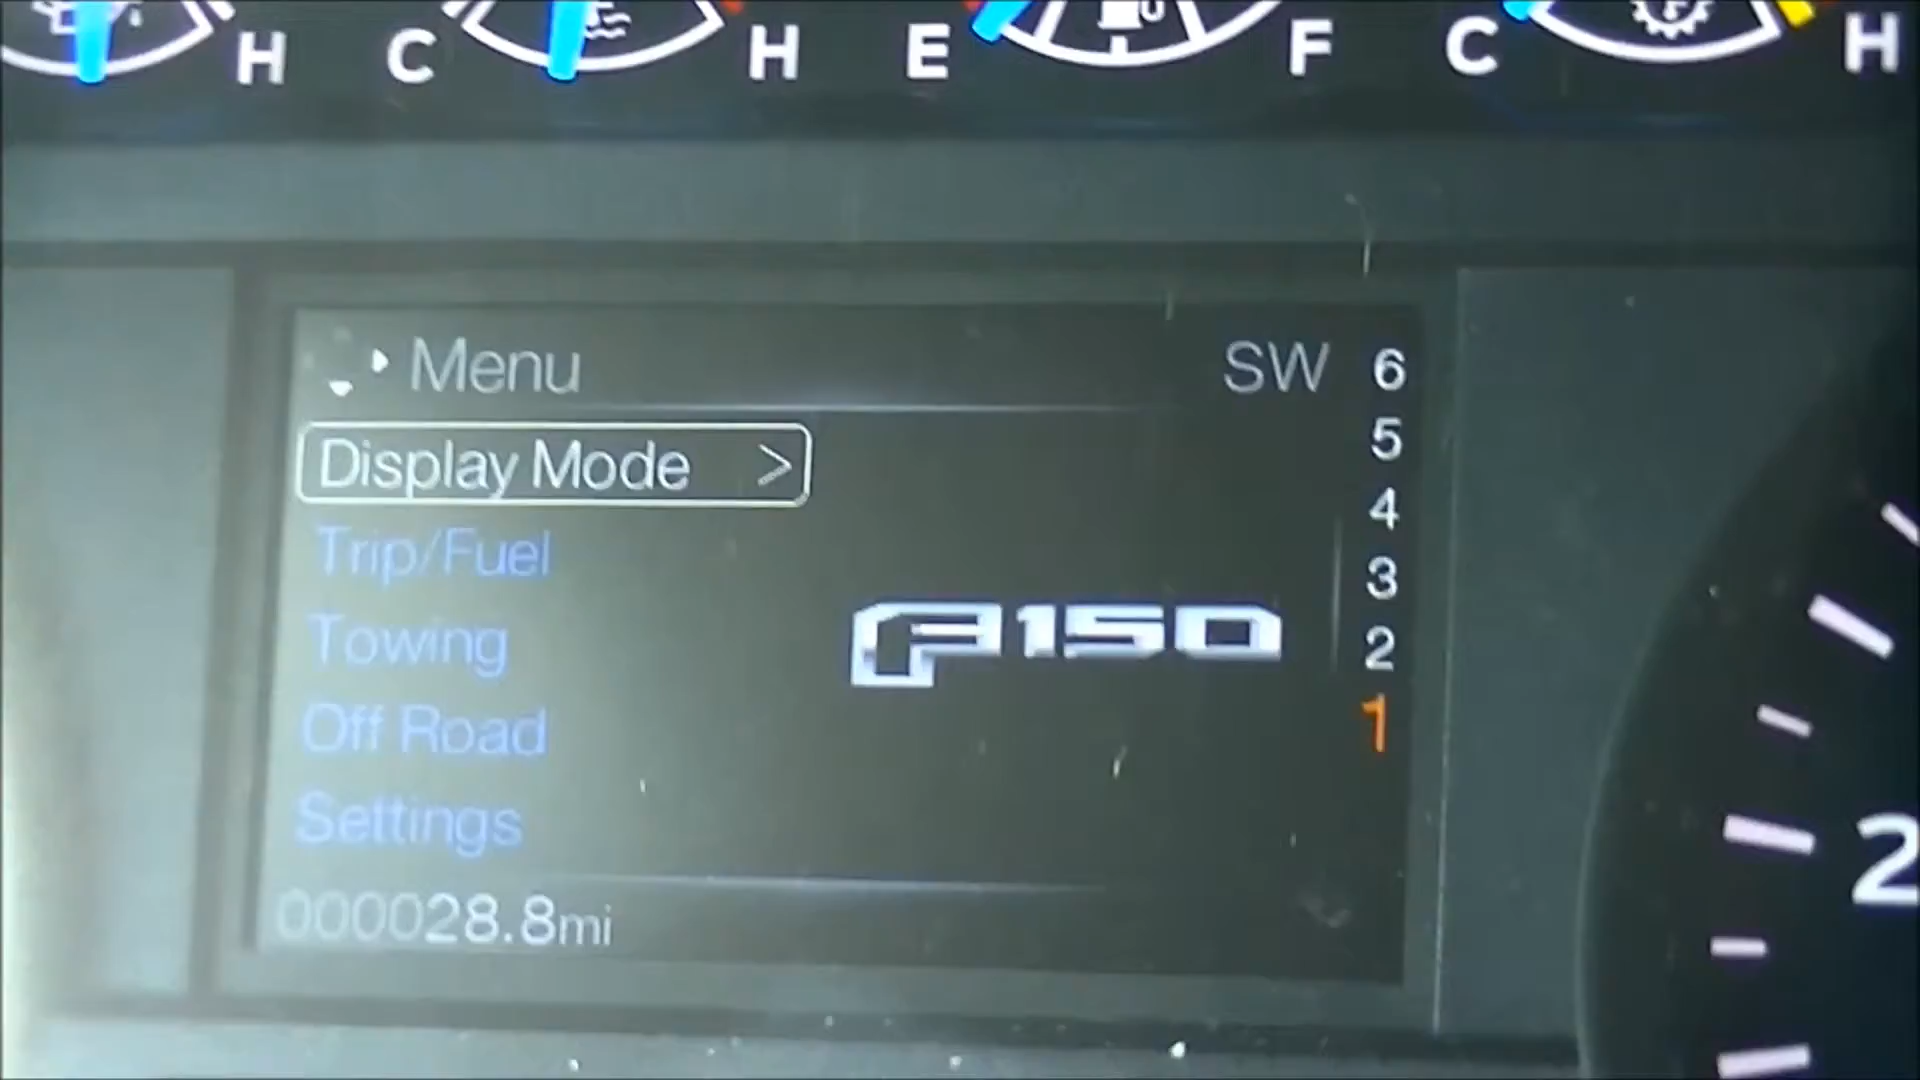 H C H E F C H
Menu SW 6
Display Mode > 5
4
Trip/Fuel 3
Towing F150 2
Off Road 1
Settings
2
000028.8mi